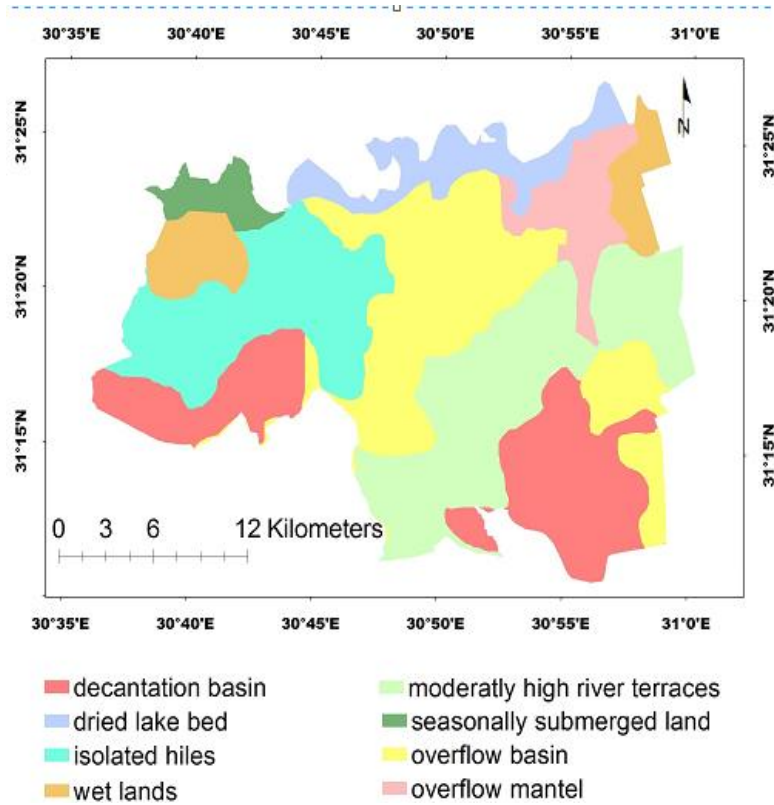 30°35'E 30°40'E 30°45'E 30°50'E 30°55'E 31°0'E
N
31°25'N 31°25'N
31°20'N 31°20'N
31°15'N 31°15'N
0 3 6 12 Kilometers
30°35'E 30°40'E 30°45'E 30°50'E 30°55'E 31°0'E
decantation basin
dried lake bed
isolated hiles
wet lands
moderatly high river terraces
seasonally submerged land
overflow basin
overflow mantel